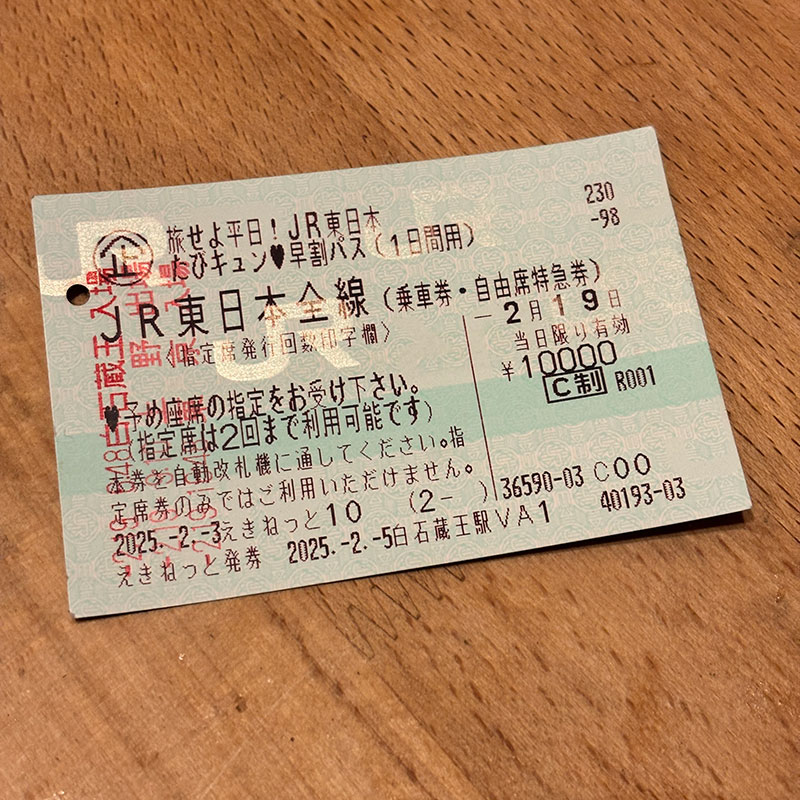 230
-98
旅せよ平日！JR東日本
たびキュン♥早割パス（1日間用）
JR東日本全線（乗車券・自由席特急券）
〈指定席発行回数印字欄〉
－2月19日
当日限り有効
¥10000
C制 R001
♥予め座席の指定をお受け下さい。
（指定席は2回まで利用可能です）
本券を自動改札機に通してください。指
定席券のみではご利用いただけません。
2025.-2.-3えきねっと10 （2- ） 36590-03 C00
えきねっと発券 2025.-2.-5白石蔵王駅VA1 40193-03
白石蔵王入場